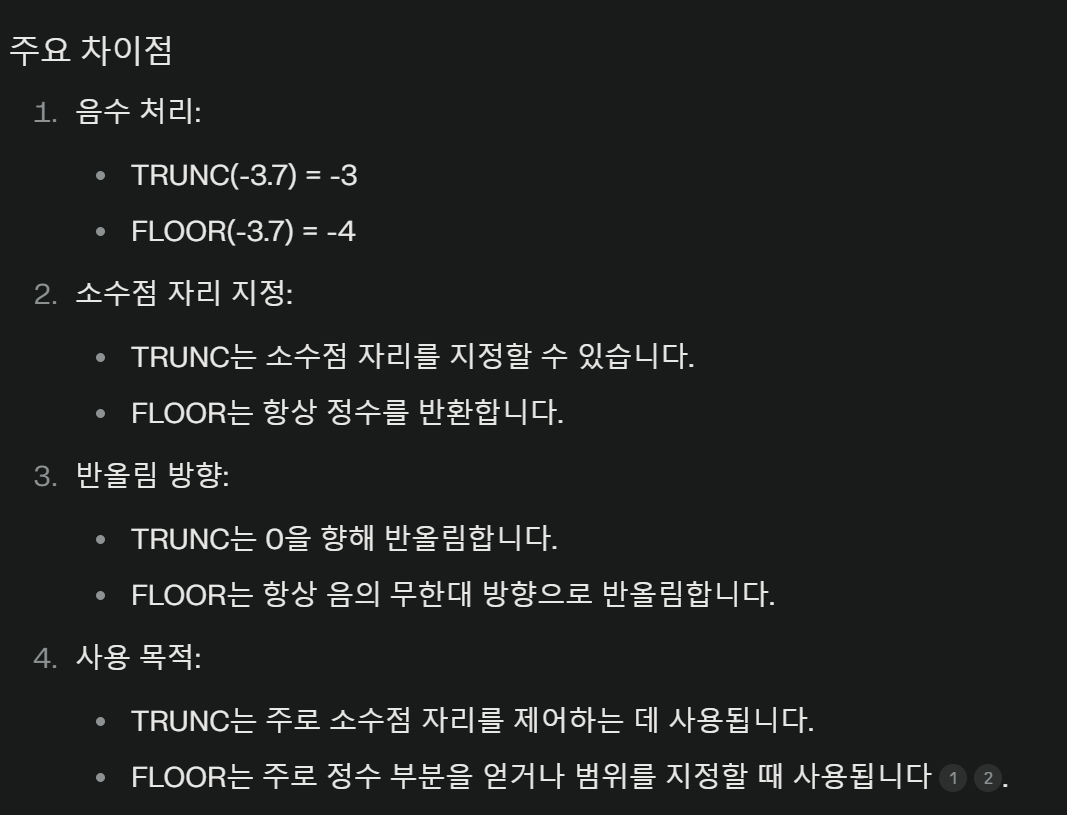 주요 차이점
1. 음수 처리:
• TRUNC(-3.7) = -3
• FLOOR(-3.7) = -4
2. 소수점 자리 지정:
• TRUNC는 소수점 자리를 지정할 수 있습니다.
• FLOOR는 항상 정수를 반환합니다.
3. 반올림 방향:
• TRUNC는 0을 향해 반올림합니다.
• FLOOR는 항상 음의 무한대 방향으로 반올림합니다.
4. 사용 목적:
• TRUNC는 주로 소수점 자리를 제어하는 데 사용됩니다.
• FLOOR는 주로 정수 부분을 얻거나 범위를 지정할 때 사용됩니다 1 2.